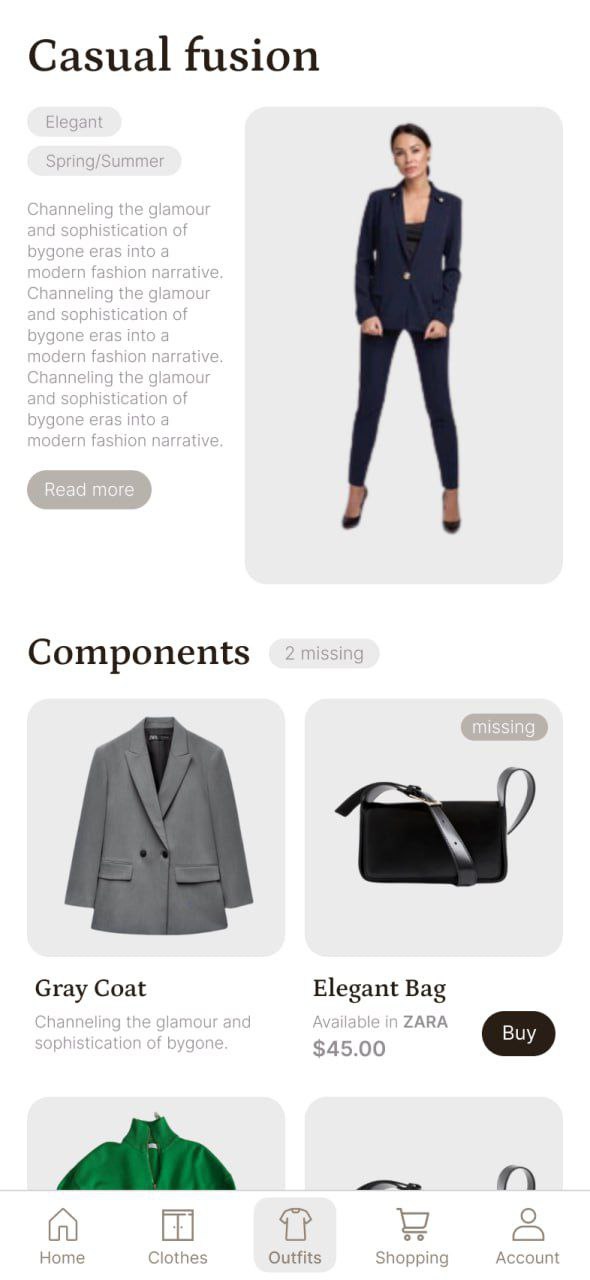 Casual fusion
Elegant
Spring/Summer
Channeling the glamour
and sophistication of
bygone eras into a
modern fashion narrative.
Channeling the glamour
and sophistication of
bygone eras into a
modern fashion narrative.
Channeling the glamour
and sophistication of
bygone eras into a
modern fashion narrative.
Read more
Components
2 missing
missing
Gray Coat
Channeling the glamour and
sophistication of bygone.
Elegant Bag
Available in ZARA
$45.00
Buy
Home
Clothes
Outfits
Shopping
Account